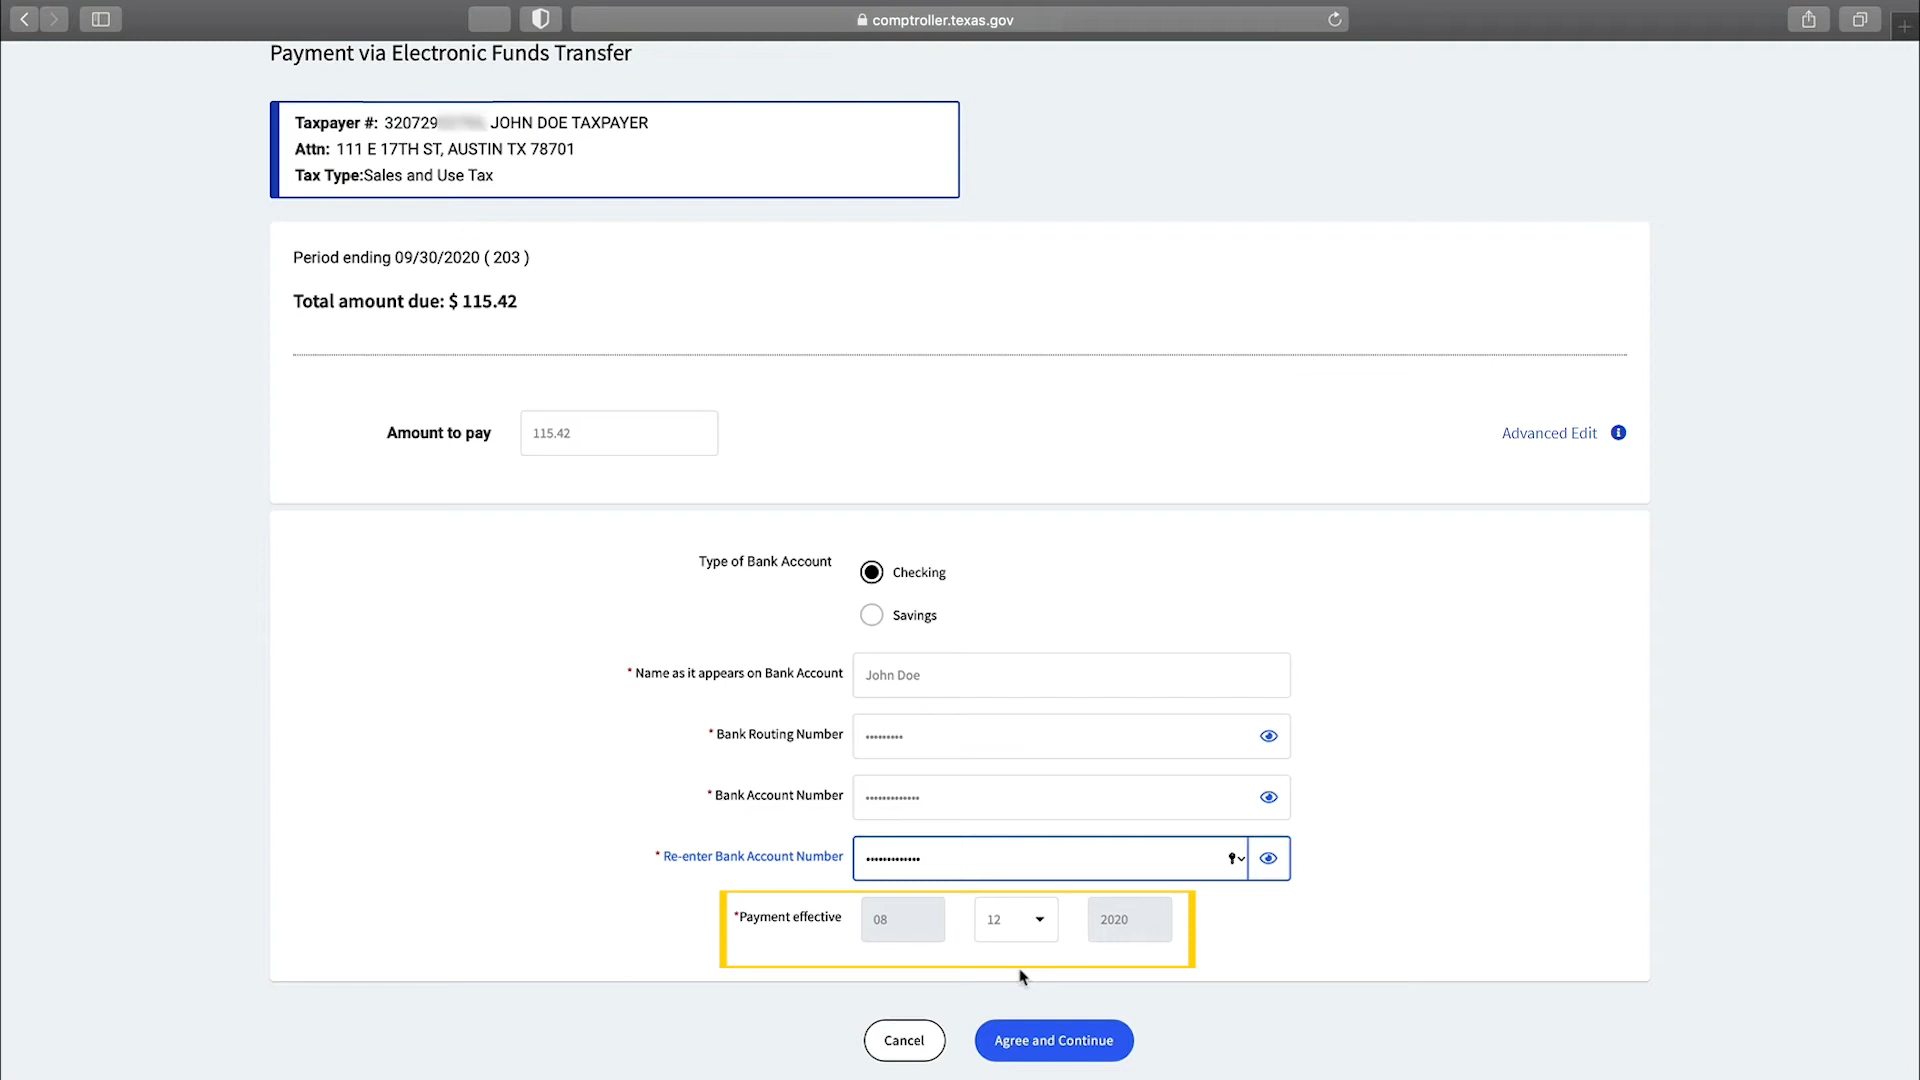 comptroller.texas.gov
Payment via Electronic Funds Transfer
Taxpayer #: 320729 JOHN DOE TAXPAYER
Attn: 111 E 17TH ST, AUSTIN TX 78701
Tax Type:Sales and Use Tax
Period ending 09/30/2020 ( 203 )
Total amount due: $ 115.42
Amount to pay 115.42 Advanced Edit
Type of Bank Account
Checking
Savings
* Name as it appears on Bank Account John Doe
* Bank Routing Number •••••••••
* Bank Account Number •••••••••••••
* Re-enter Bank Account Number •••••••••••••
*Payment effective 08 12 2020
Cancel Agree and Continue